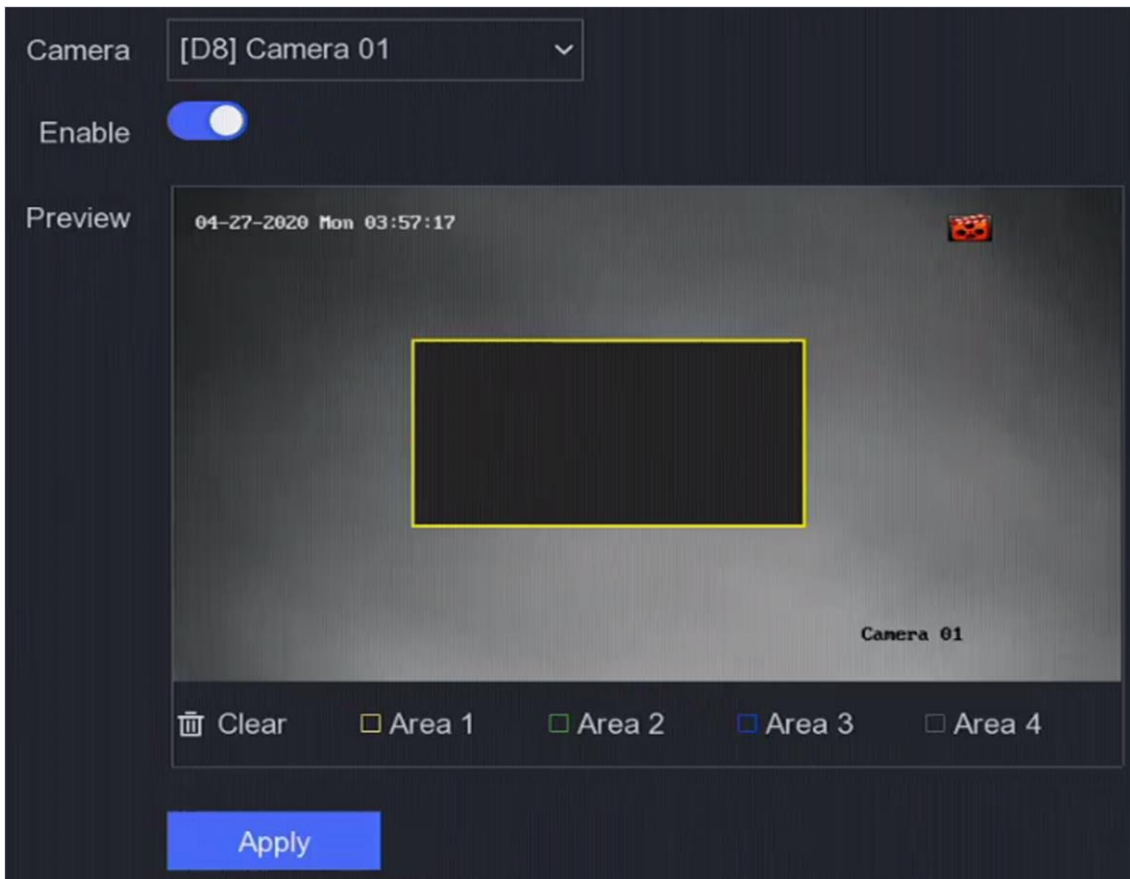 Camera [D8] Camera 01
Enable
Preview
04-27-2020 Mon 03:57:17
Camera 01
Clear Area 1 Area 2 Area 3 Area 4
Apply